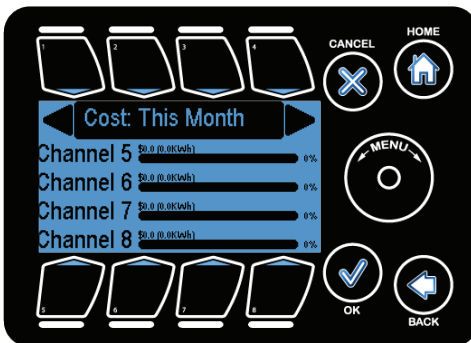 HOME
CANCEL
1 2 3 4
Cost: This Month
MENU
Channel 5 $0.0 (0.0KWh) 0%
Channel 6 $0.0 (0.0KWh) 0%
Channel 7 $0.0 (0.0KWh) 0%
Channel 8 $0.0 (0.0KWh) 0%
5 6 7 8
OK
BACK